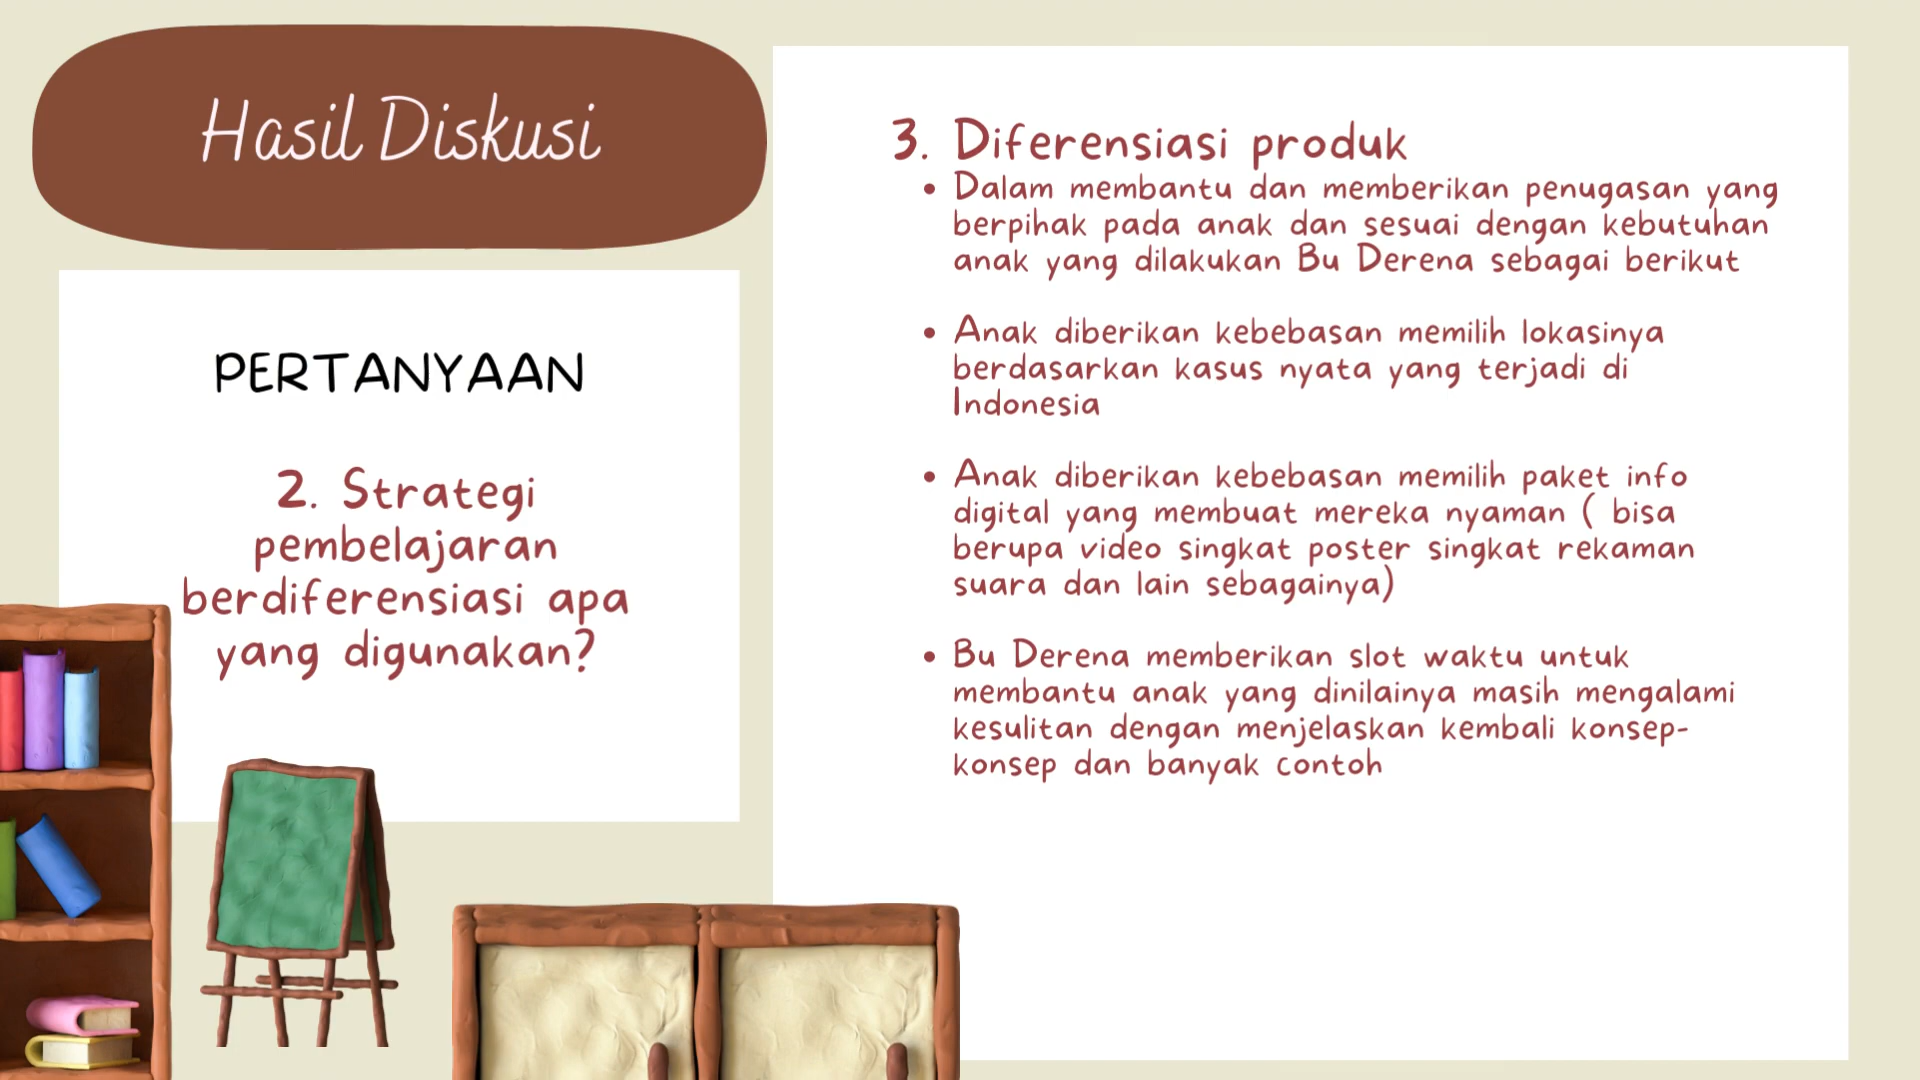 Hasil Diskusi
PERTANYAAN
2. Strategi
pembelajaran
berdiferensiasi apa
yang digunakan?
3. Diferensiasi produk
• Dalam membantu dan memberikan penugasan yang
berpihak pada anak dan sesuai dengan kebutuhan
anak yang dilakukan Bu Derena sebagai berikut
• Anak diberikan kebebasan memilih lokasinya
berdasarkan kasus nyata yang terjadi di
Indonesia
• Anak diberikan kebebasan memilih paket info
digital yang membuat mereka nyaman ( bisa
berupa video singkat poster singkat rekaman
suara dan lain sebagainya)
• Bu Derena memberikan slot waktu untuk
membantu anak yang dinilainya masih mengalami
kesulitan dengan menjelaskan kembali konsep-
konsep dan banyak contoh